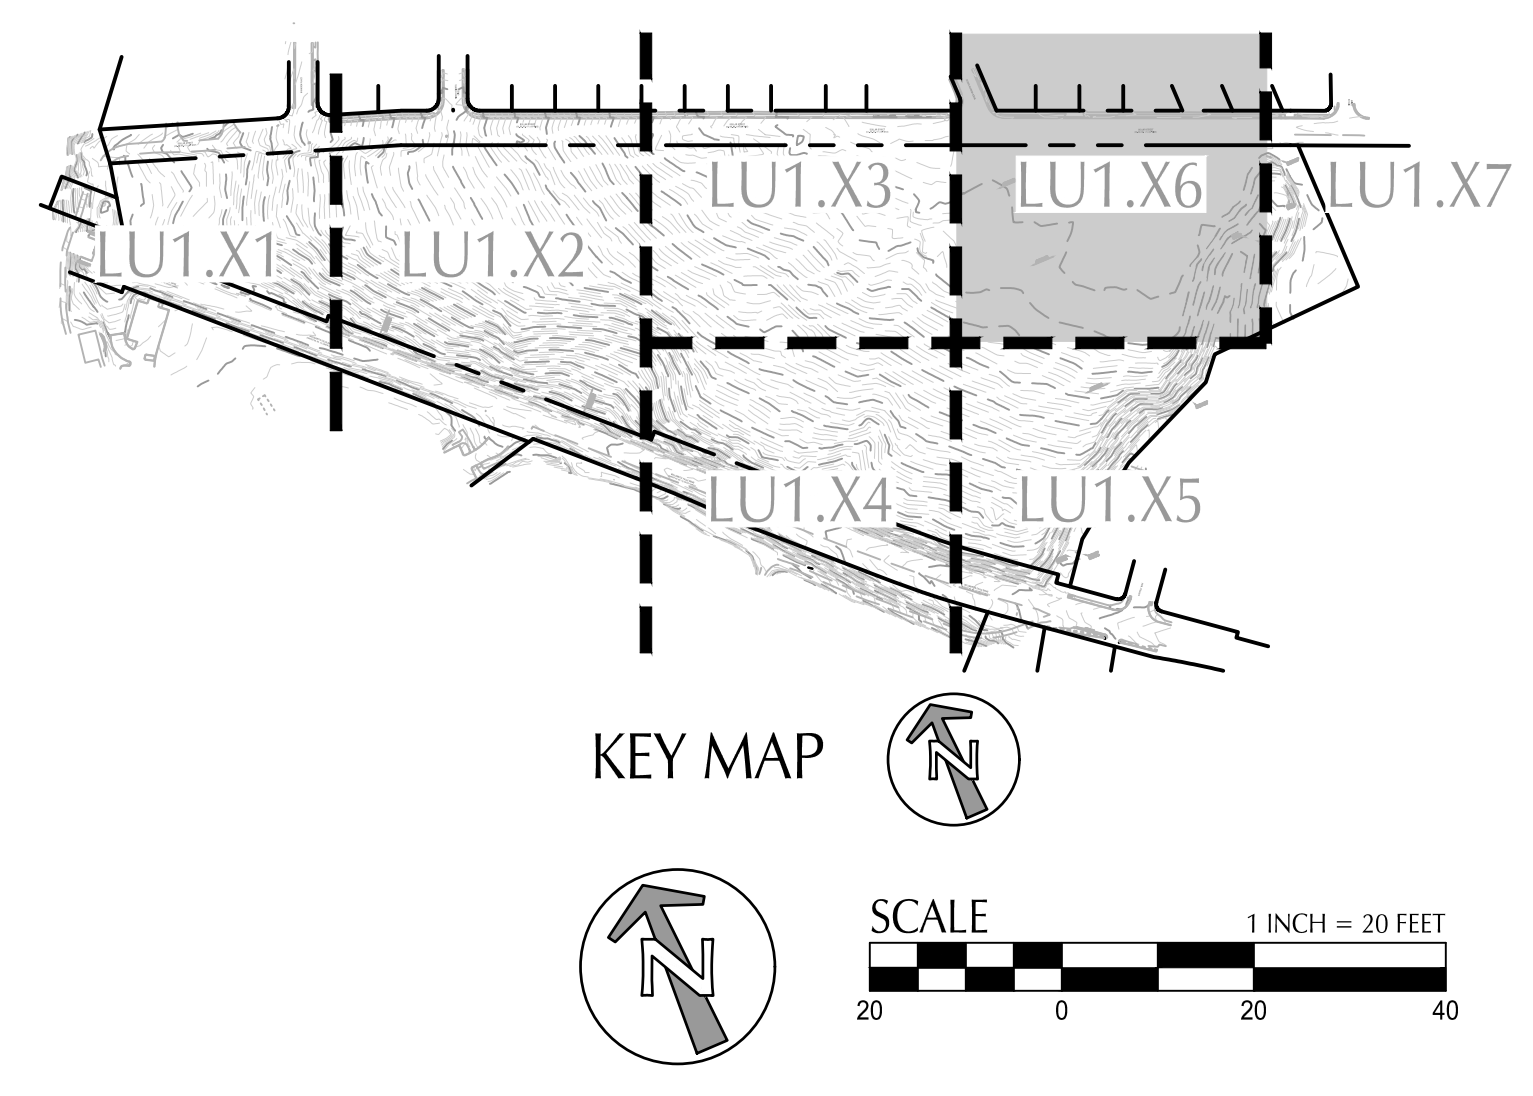 LU1.X3
LU1.X6
LU1.X7
LU1.X1
LU1.X2
LU1.X4
LU1.X5
KEY MAP
N
N
SCALE
1 INCH = 20 FEET
20 0 20 40